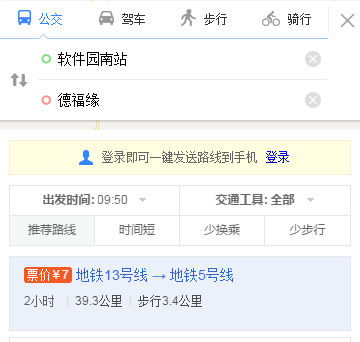 公交 驾车 步行 骑行
软件园南站
德福缘
登录即可一键发送路线到手机 登录
出发时间: 09:50 交通工具: 全部
推荐路线 时间短 少换乘 少步行
票价¥7 地铁13号线 → 地铁5号线
2小时 | 39.3公里 | 步行3.4公里